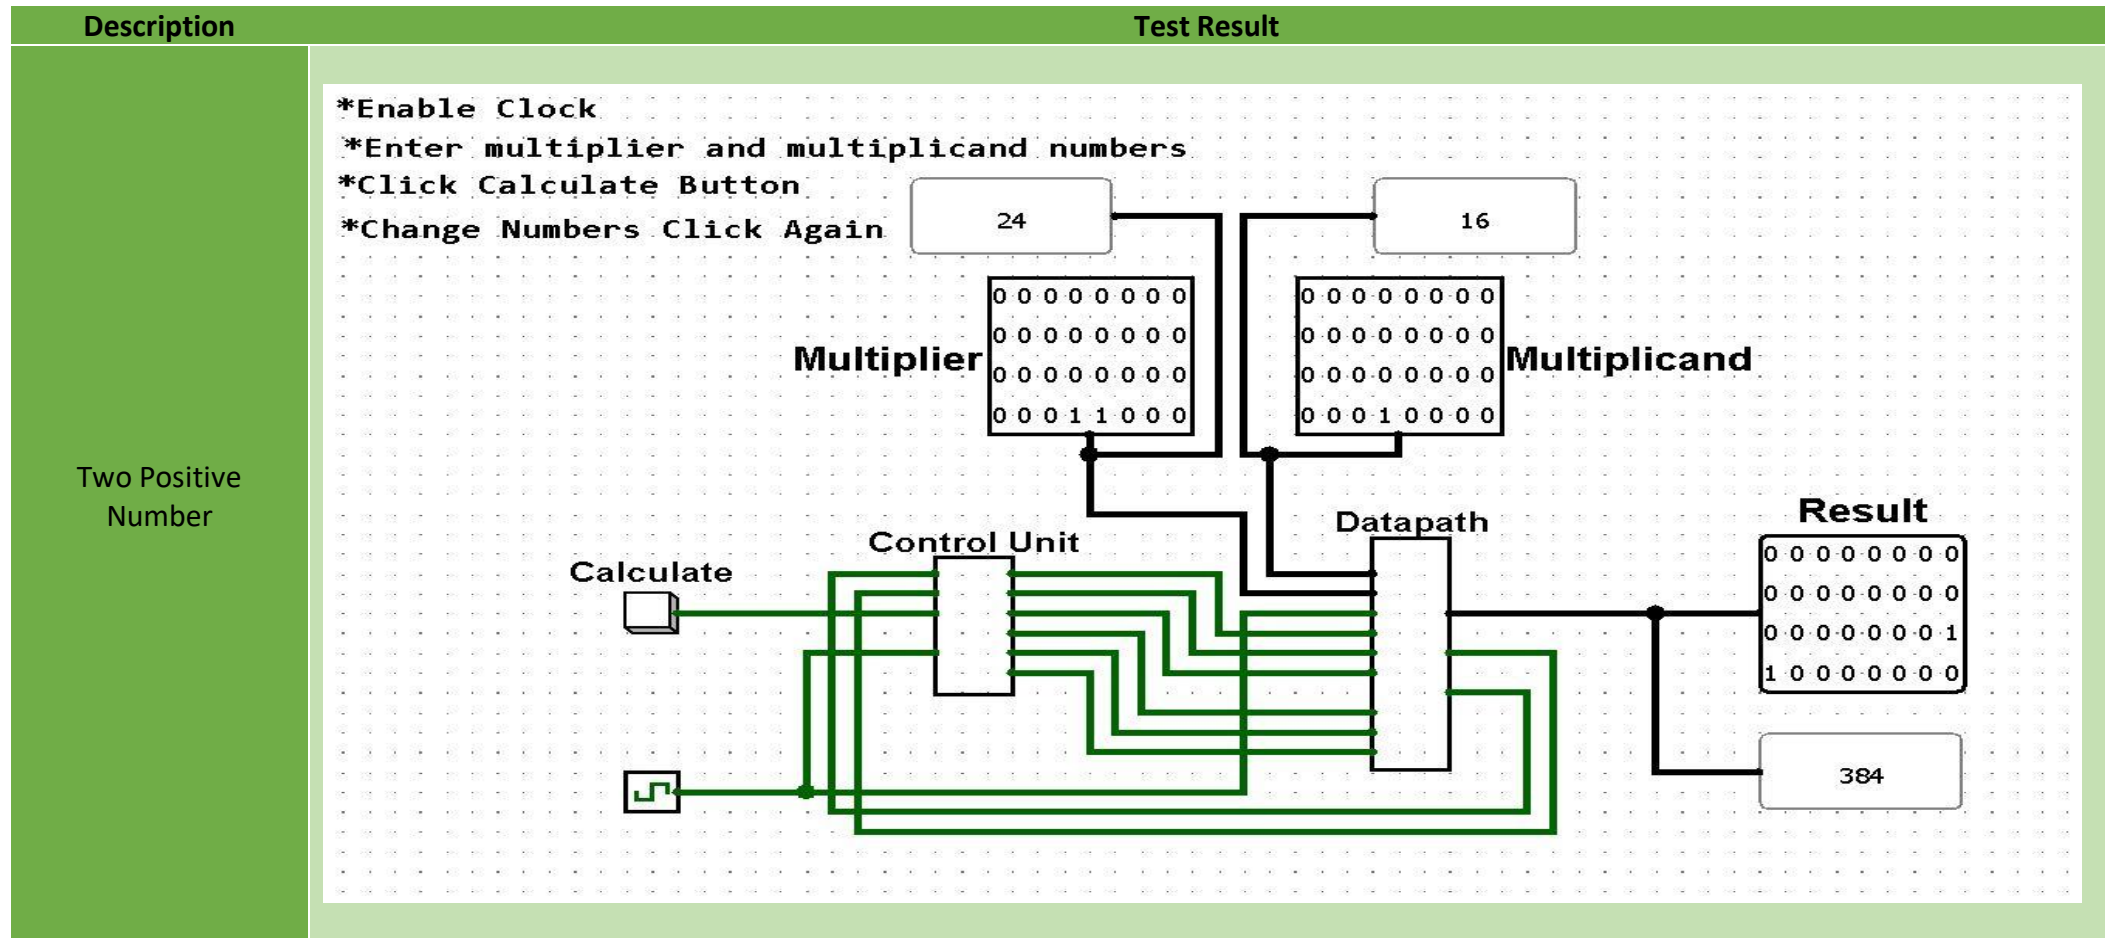 Description
Test Result
Two Positive
Number
*Enable Clock
*Enter multiplier and multiplicand numbers
*Click Calculate Button
*Change Numbers Click Again
24
16
Multiplier
0 0 0 0 0 0 0 0
0 0 0 0 0 0 0 0
0 0 0 0 0 0 0 0
0 0 0 1 1 0 0 0
0 0 0 0 0 0 0 0
0 0 0 0 0 0 0 0
0 0 0 0 0 0 0 0
0 0 0 1 0 0 0 0
Multiplicand
Calculate
Control Unit
Datapath
Result
0 0 0 0 0 0 0 0
0 0 0 0 0 0 0 0
0 0 0 0 0 0 0 1
1 0 0 0 0 0 0 0
384